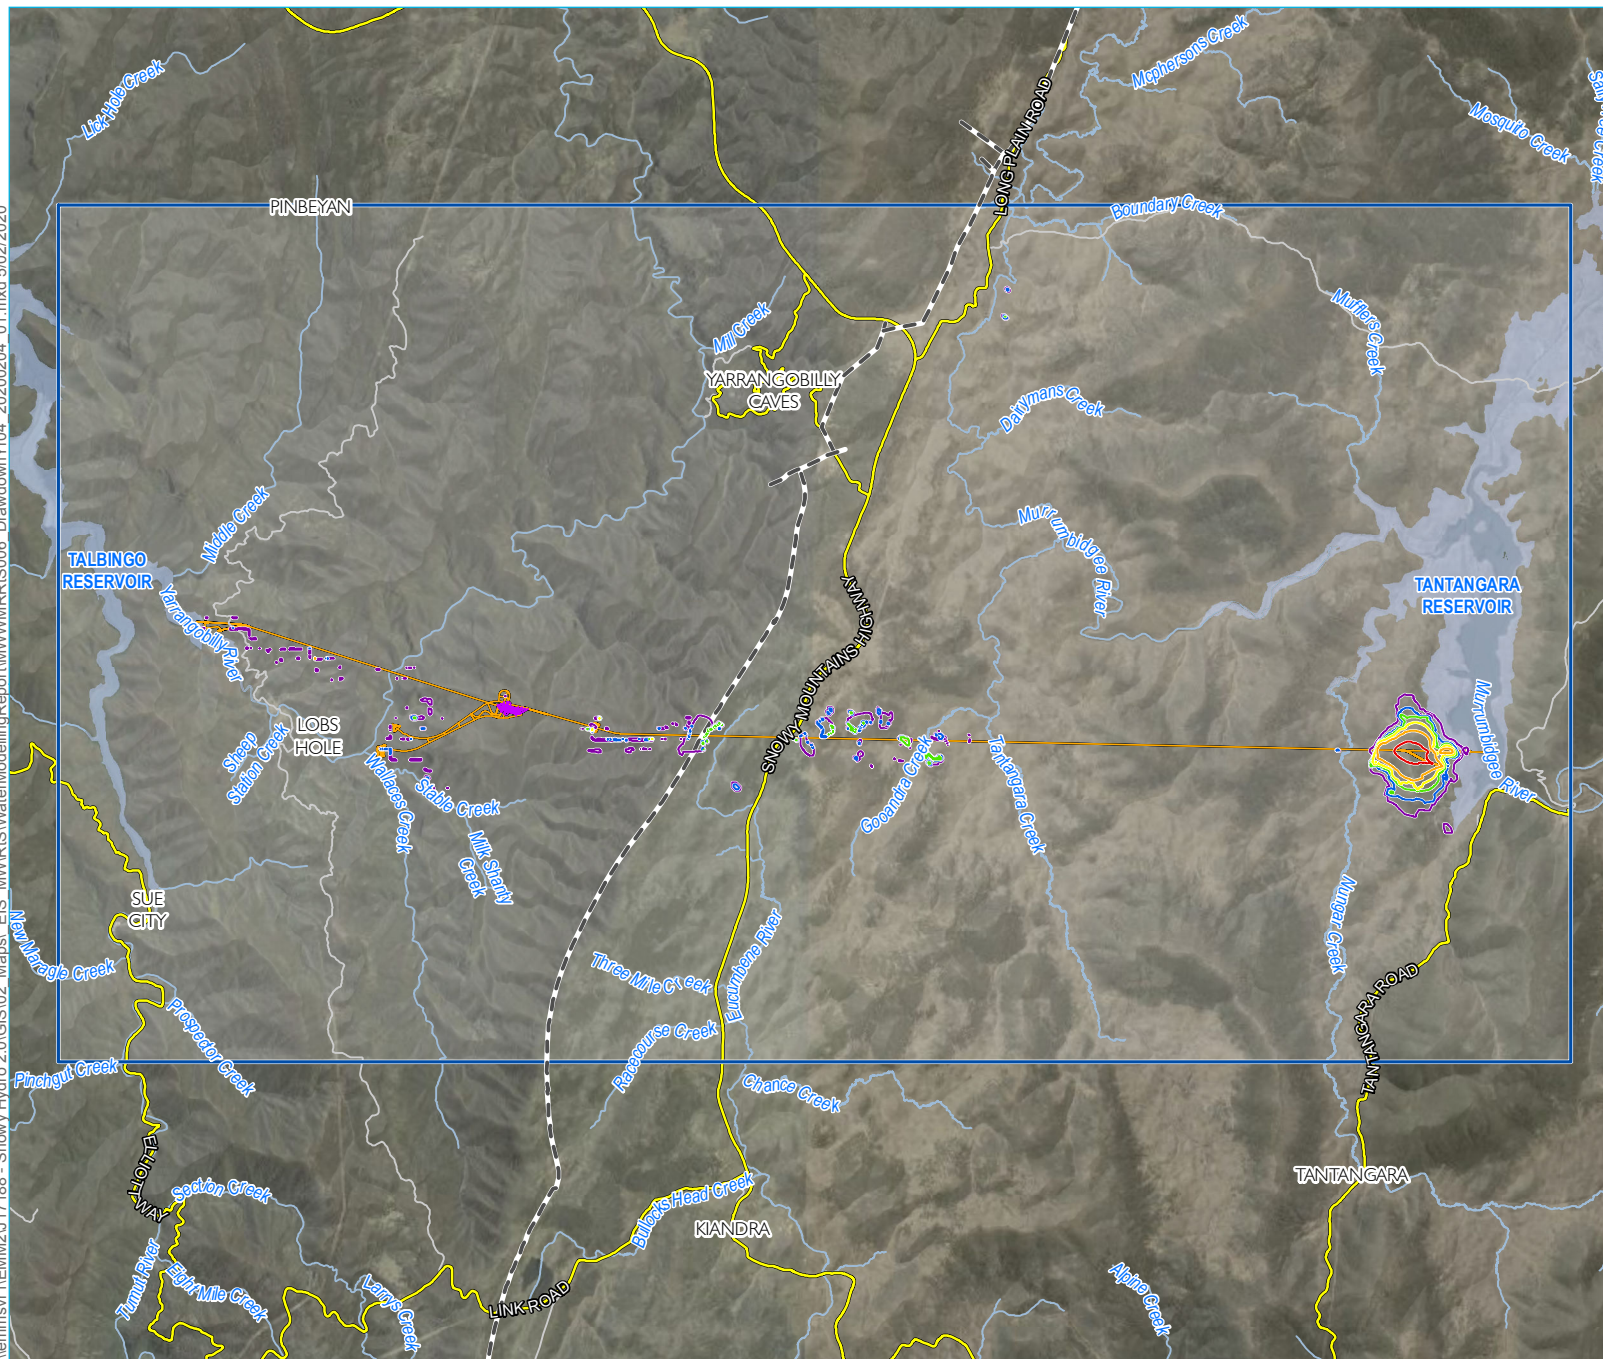 Lick Hole Creek
Mcphersons Creek
Mosquito Creek
LONG PLAIN ROAD
PINBEYAN
Boundary Creek
Mufflers Creek
Mill Creek
YARRANGOBILLY
CAVES
Dairymans Creek
Middle Creek
Murrumbidgee River
TALBINGO
RESERVOIR
TANTANGARA
RESERVOIR
Yarrangobilly River
SNOWY MOUNTAINS HIGHWAY
LOBS
HOLE
Sheep
Station Creek
Wallaces Creek
Stable Creek
Milk Shanty
Creek
Gooandra Creek
Tantangara Creek
Murrumbidgee
River
SUE
CITY
New Maragle Creek
Three Mile Creek
Eucumbene River
Nungar Creek
TANTANGARA ROAD
Prospector Creek
Racecourse Creek
Pinchgut Creek
Chance Creek
ELLIOTT
WAY
Section Creek
TANTANGARA
Bullocks Head Creek
KIANDRA
Tumut River
Eight Mile Creek
Larrys Creek
LINK ROAD
Alpine Creek